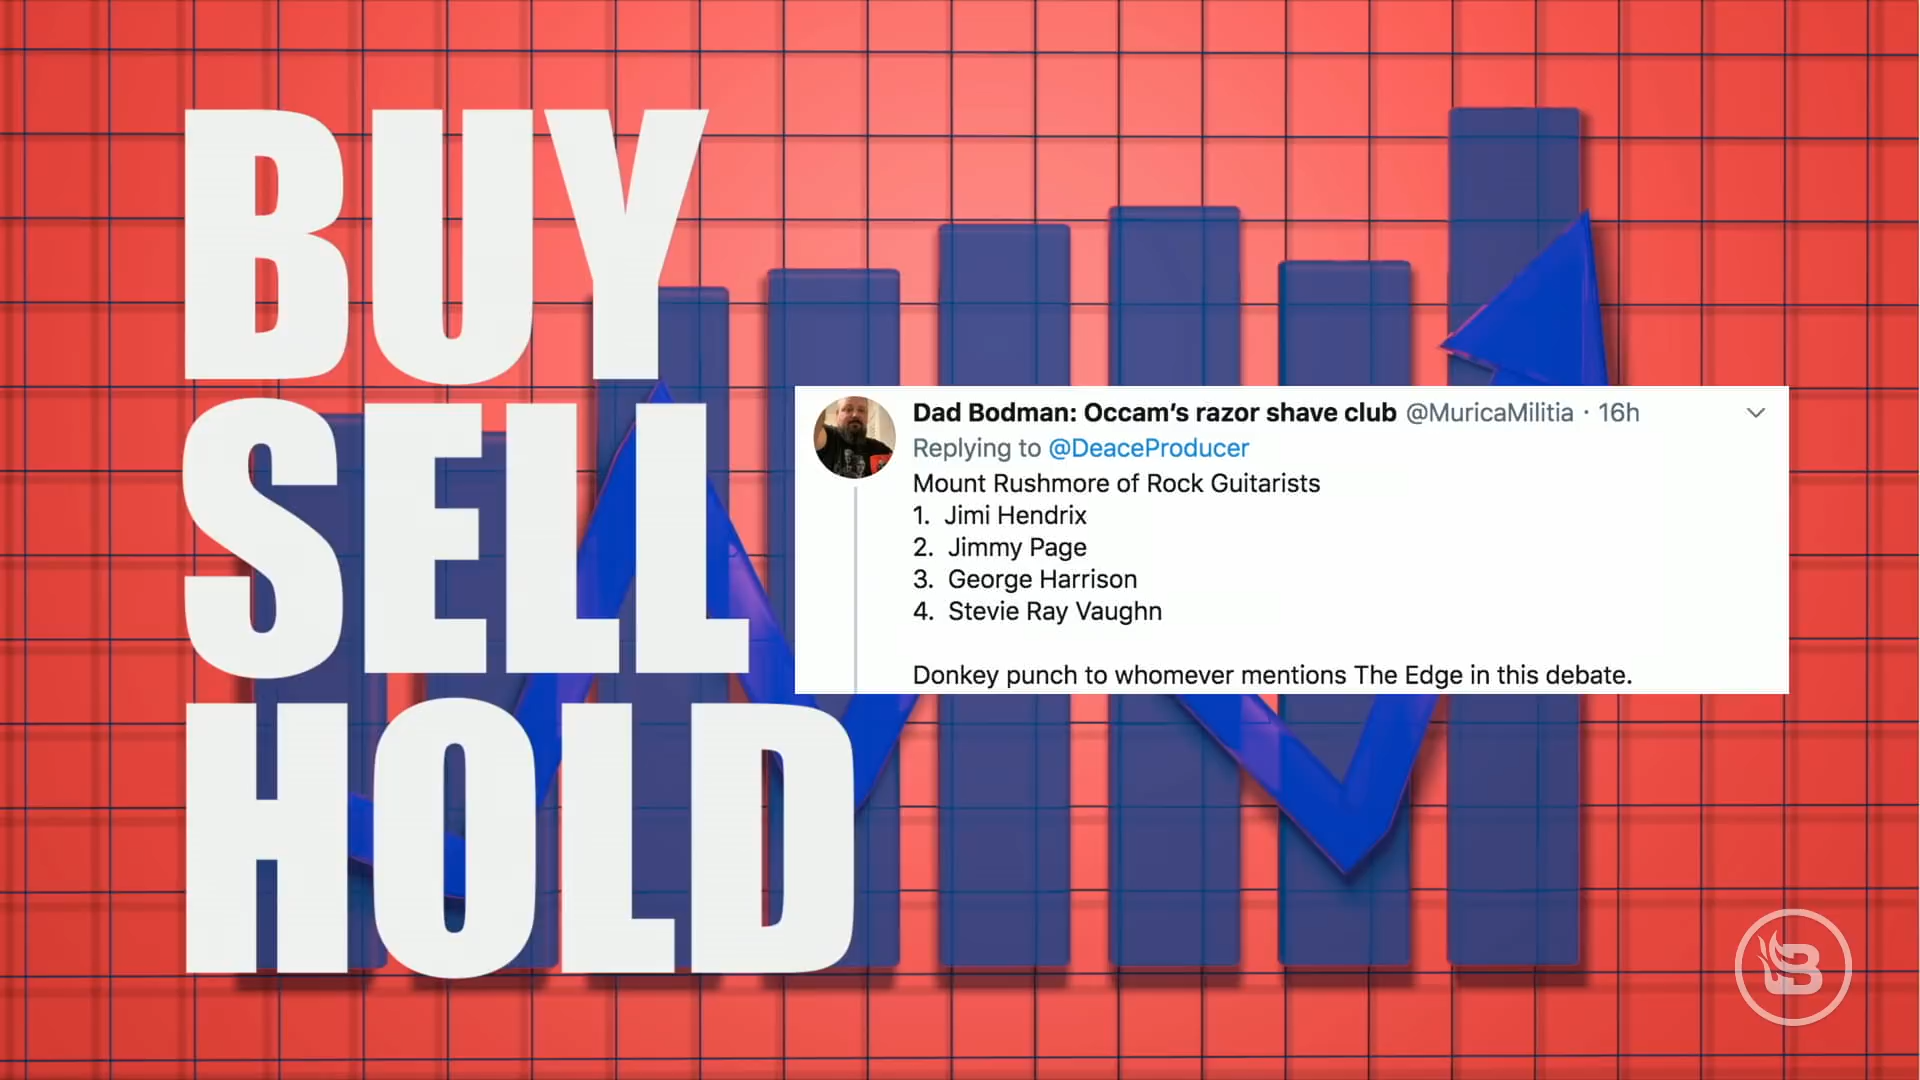 BUY
SELL
HOLD
Dad Bodman: Occam's razor shave club @MuricaMilitia · 16h
Replying to @DeaceProducer
Mount Rushmore of Rock Guitarists
1. Jimi Hendrix
2. Jimmy Page
3. George Harrison
4. Stevie Ray Vaughn
Donkey punch to whomever mentions The Edge in this debate.
B